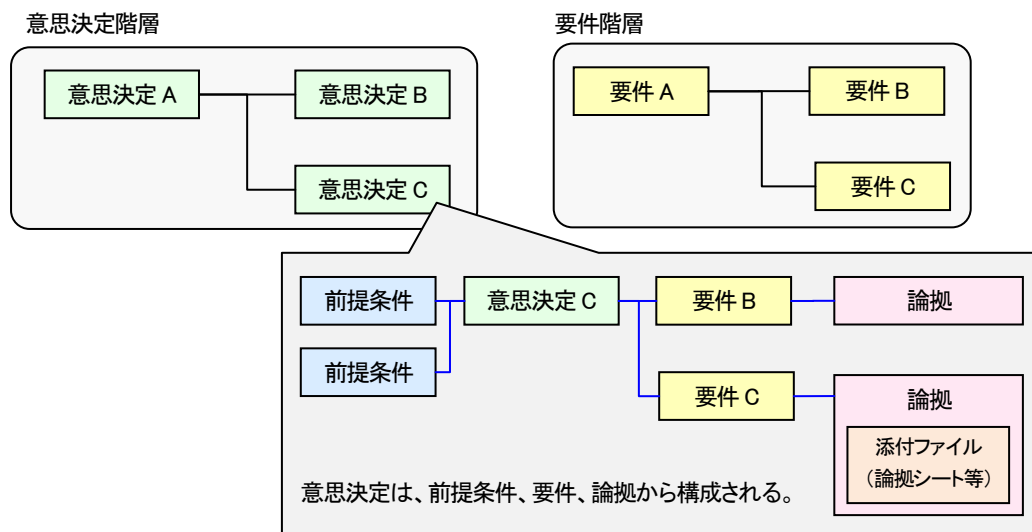 意思決定階層
要件階層
意思決定 A
意思決定 B
意思決定 C
要件 A
要件 B
要件 C
前提条件
意思決定 C
要件 B
論拠
前提条件
要件 C
論拠
添付ファイル
（論拠シート等）
意思決定は、前提条件、要件、論拠から構成される。